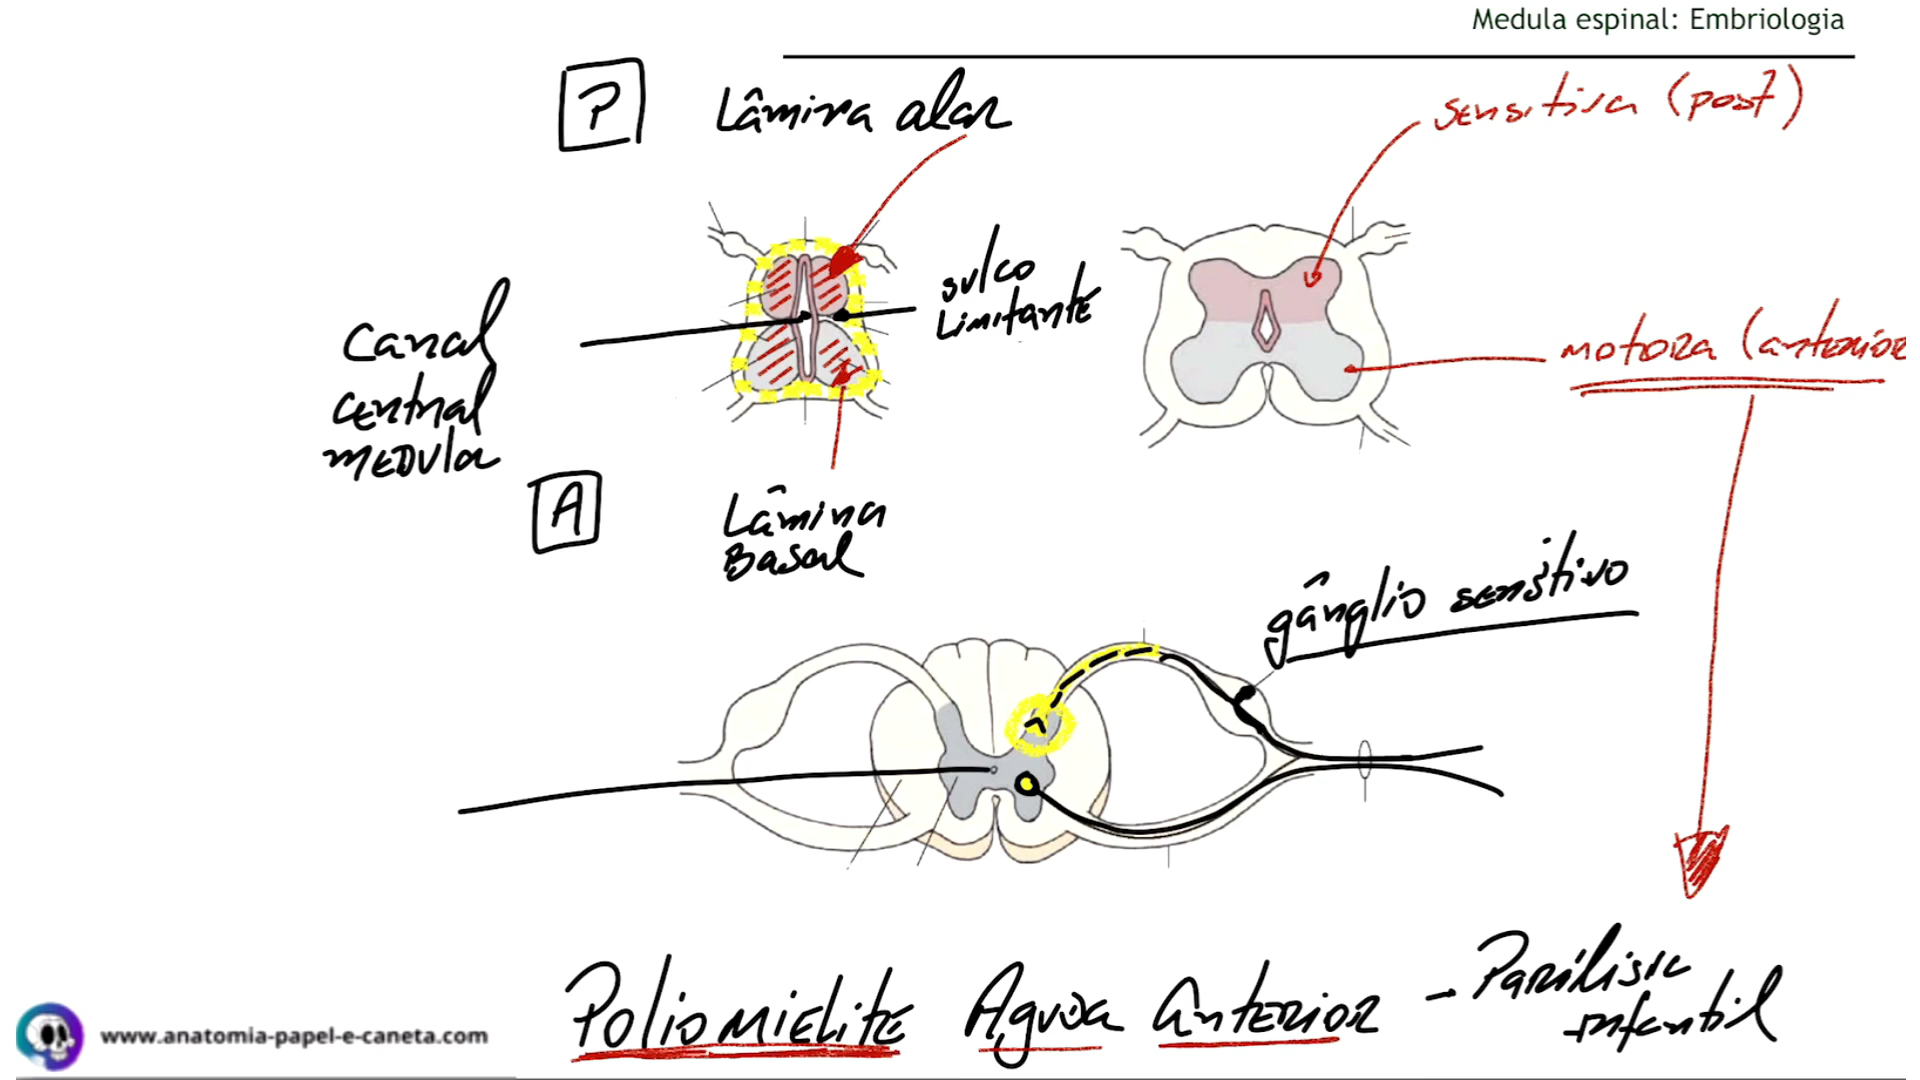 Medula espinal: Embriologia
P
Lâmina alar
sensitiva (post)
sulco
Limitante
Canal
central
medular
motora (anterior
A
Lâmina
Basal
gânglio sensitivo
Poliomielite Aguda anterior - Paralisia
infantil
www.anatomia-papel-e-caneta.com